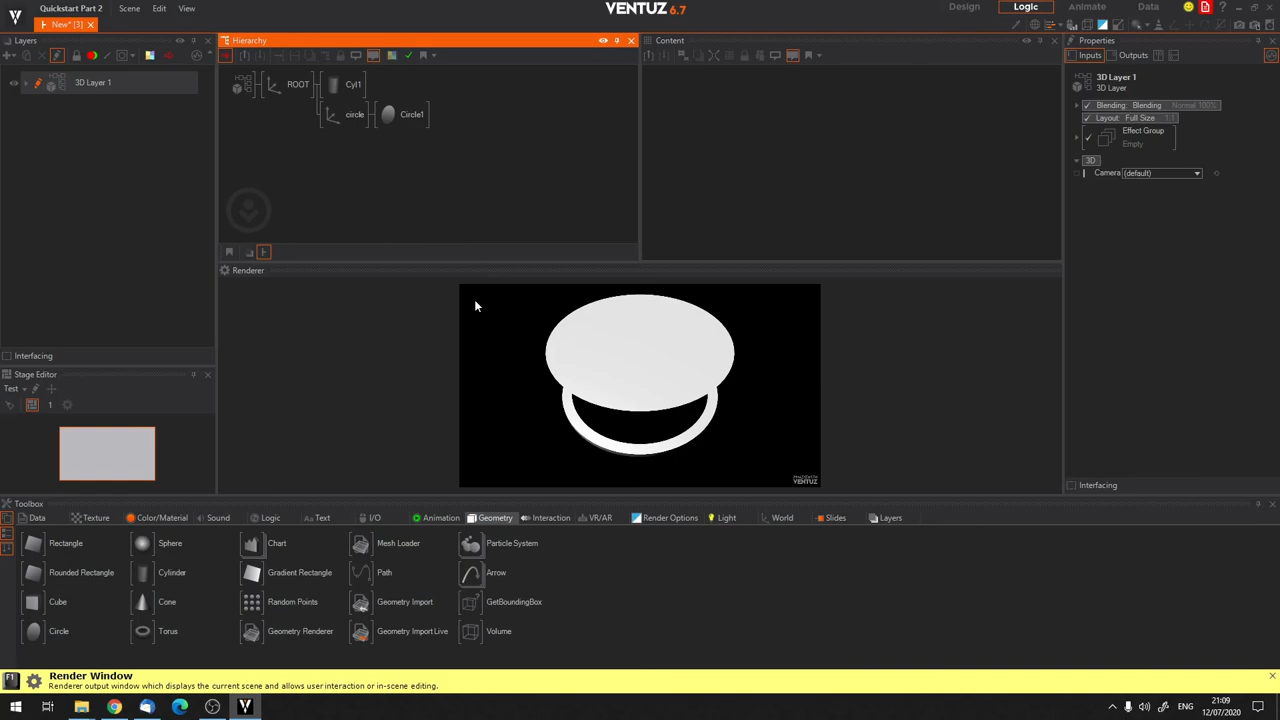 Quickstart Part 2 Scene Edit View VENTUZ 6.7 Design Logic Animate Data
New* [3]
Layers Hierarchy Content Properties
Inputs Outputs
3D Layer 1
3D Layer 1
3D Layer
ROOT Cyl1
circle Circle1
Blending: Blending Normal 100%
Layout: Full Size 1:1
Effect Group
Empty
3D
Camera (default)
Renderer
Interfacing
Stage Editor
Test
1
VENTUZ
Interfacing
Toolbox
Data Texture Color/Material Sound Logic Aa Text I/O Animation Geometry Interaction VR/AR Render Options Light World Slides Layers
Rectangle Sphere Chart Mesh Loader Particle System
Rounded Rectangle Cylinder Gradient Rectangle Path Arrow
Cube Cone Random Points Geometry Import GetBoundingBox
Circle Torus Geometry Renderer Geometry Import Live Volume
F1 Render Window
Renderer output window which displays the current scene and allows user interaction or in-scene editing.
ENG 21:09
12/07/2020